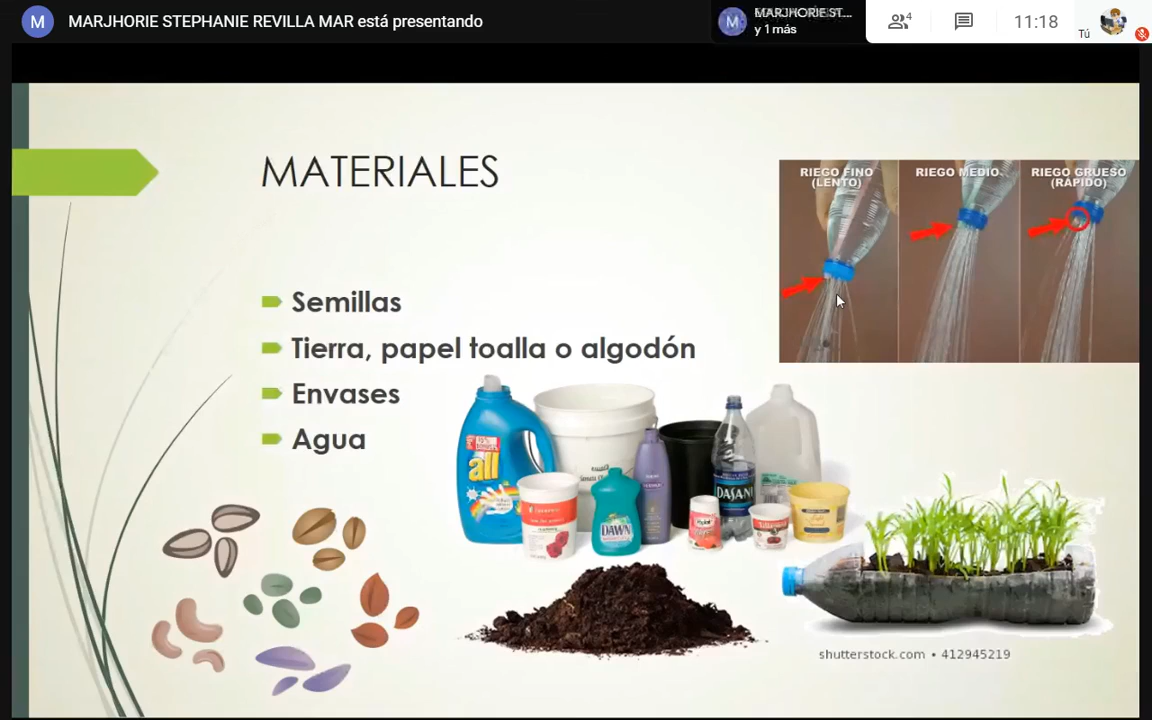 M
MARJHORIE STEPHANIE REVILLA MAR está presentando
M
y 1 más
4
11:18
Tú
MATERIALES
RIEGO FINO
(LENTO)
RIEGO MEDIO
RIEGO GRUESO
(RÁPIDO)
Semillas
Tierra, papel toalla o algodón
Envases
Agua
all
DAWN
DASANI
shutterstock.com • 412945219